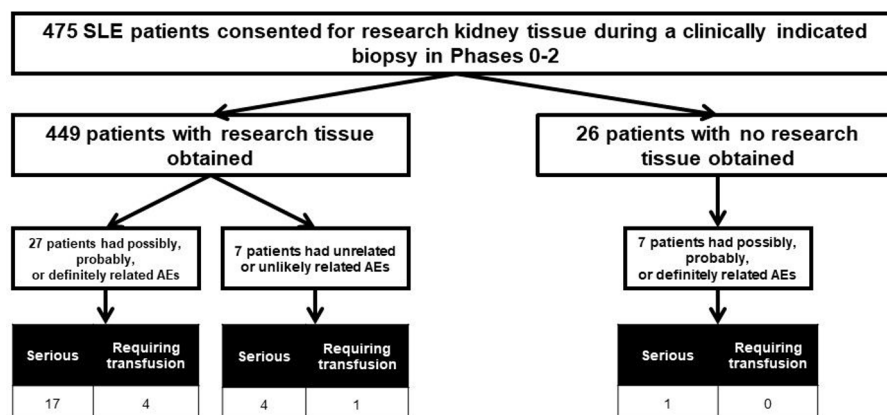 475 SLE patients consented for research kidney tissue during a clinically indicated
biopsy in Phases 0-2
449 patients with research tissue
obtained
26 patients with no research
tissue obtained
27 patients had possibly,
probably,
or definitely related AEs
7 patients had unrelated
or unlikely related AEs
7 patients had possibly,
probably,
or definitely related AEs
Serious
Requiring
transfusion
17
4
Serious
Requiring
transfusion
4
1
Serious
Requiring
transfusion
1
0